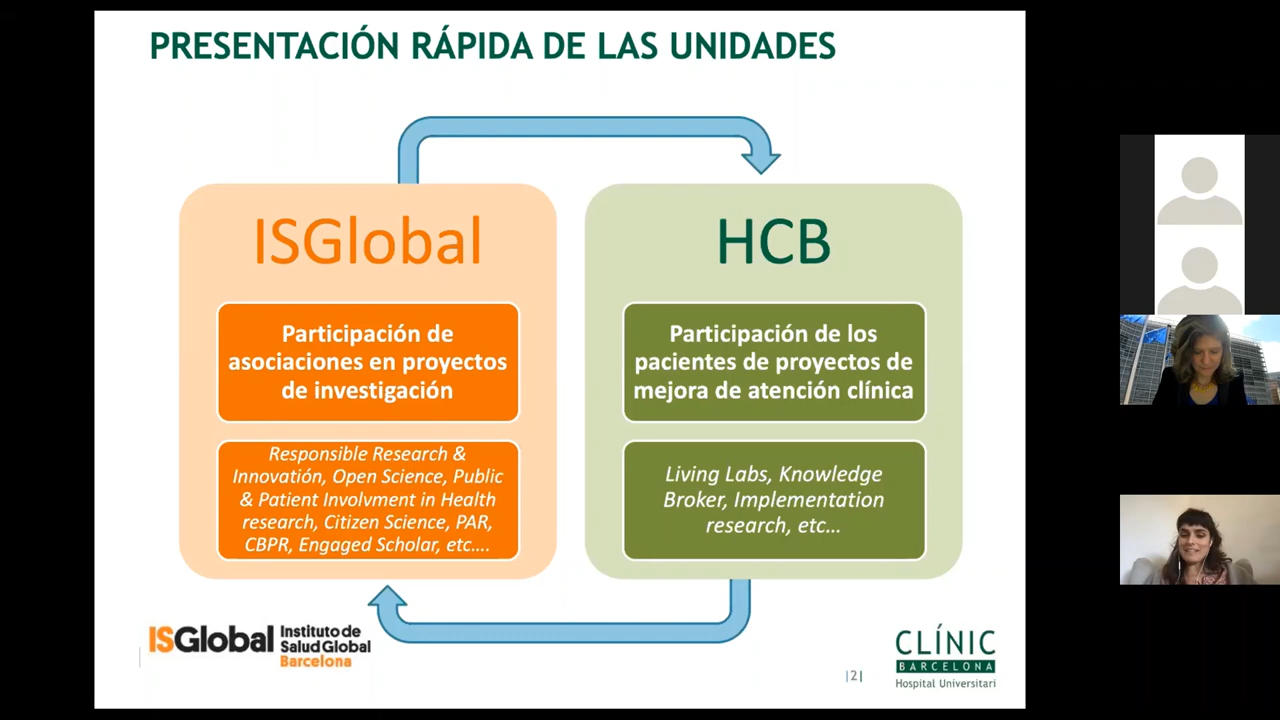 PRESENTACIÓN RÁPIDA DE LAS UNIDADES
ISGlobal
Participación de
asociaciones en proyectos
de investigación
Responsible Research &
Innovatión, Open Science, Public
& Patient Involvment in Health
research, Citizen Science, PAR,
CBPR, Engaged Scholar, etc....
HCB
Participación de los
pacientes de proyectos de
mejora de atención clínica
Living Labs, Knowledge
Broker, Implementation
research, etc...
ISGlobal
Instituto de
Salud Global
Barcelona
|2|
CLÍNIC
BARCELONA
Hospital Universitari